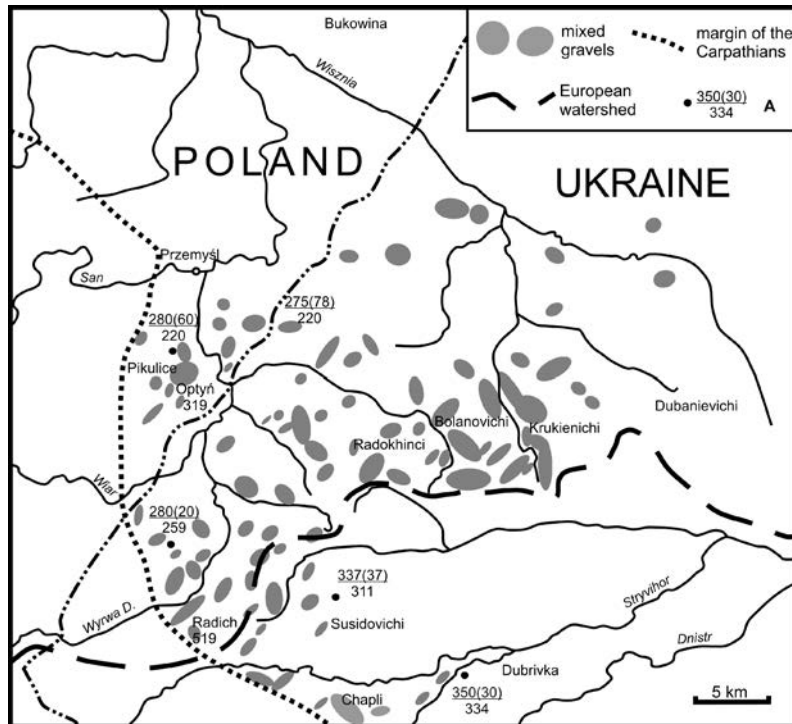 Bukowina
Wisznia
mixed
gravels
margin of the
Carpathians
European
watershed
350(30)
334
A
POLAND
UKRAINE
Przemyśl
San
280(60)
220
275(78)
220
Pikulice
Optyń
319
Dubanievichi
Bolanovichi
Krukienichi
Radokhinci
Wiar
280(20)
259
337(37)
311
Stryvihor
Wyrwa D.
Radich
519
Susidovichi
Dnistr
Dubrivka
350(30)
334
Chapli
5 km